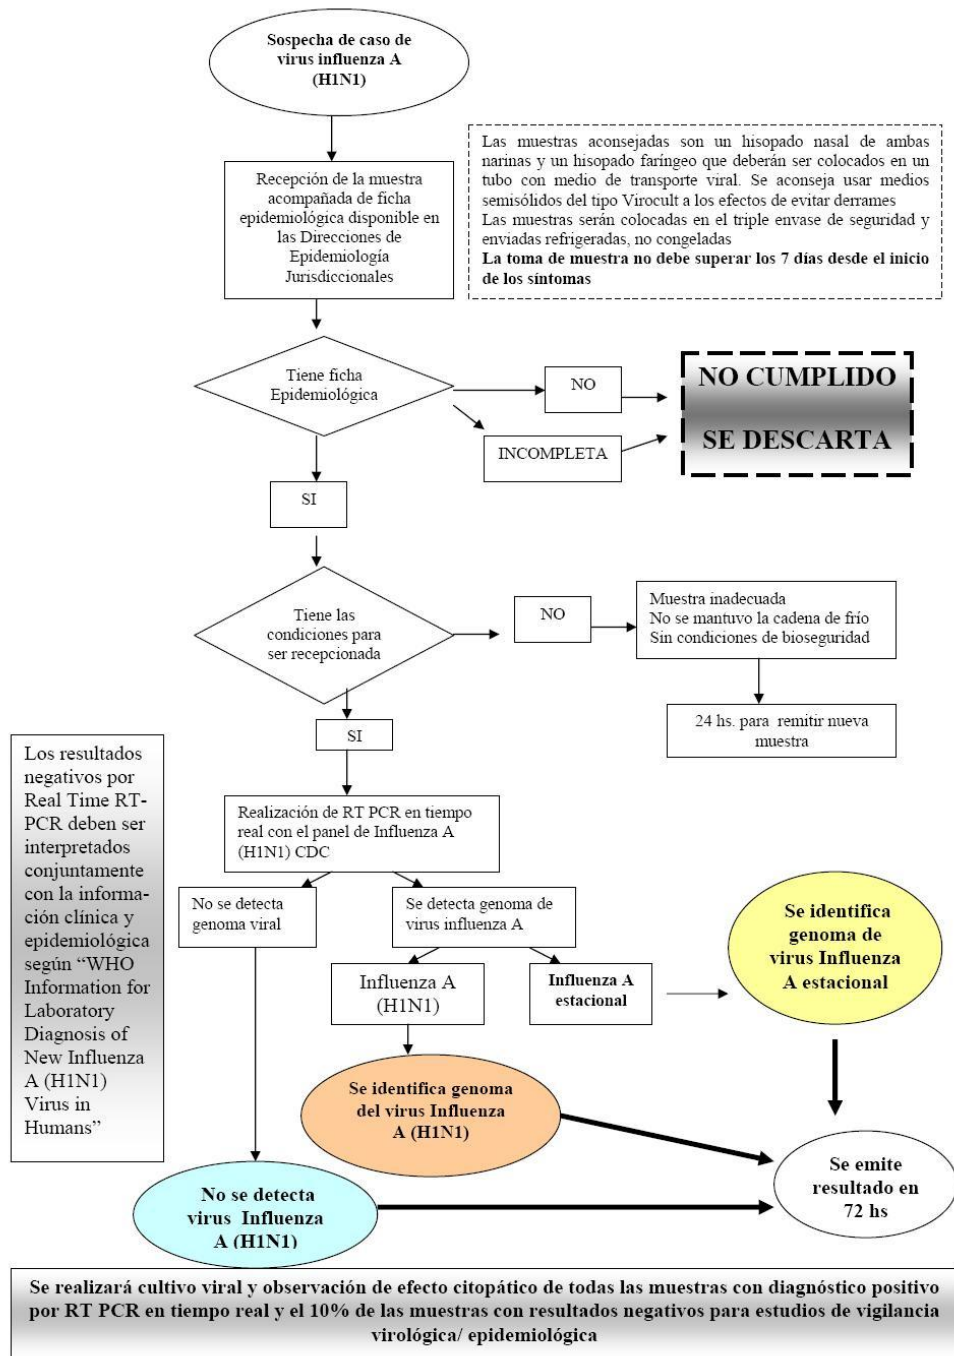 Sospecha de caso de
virus influenza A
(H1N1)
Las muestras aconsejadas son un hisopado nasal de ambas
narinas y un hisopado faríngeo que deberán ser colocados en un
tubo con medio de transporte viral. Se aconseja usar medios
semisólidos del tipo Virocult a los efectos de evitar derrames
Las muestras serán colocadas en el triple envase de seguridad y
enviadas refrigeradas, no congeladas
La toma de muestra no debe superar los 7 días desde el inicio
de los síntomas
Recepción de la muestra
acompañada de ficha
epidemiológica disponible en
las Direcciones de
Epidemiología
Jurisdiccionales
Tiene ficha
Epidemiológica
NO
INCOMPLETA
NO CUMPLIDO
SE DESCARTA
SI
Tiene las
condiciones para
ser recepcionada
NO
Muestra inadecuada
No se mantuvo la cadena de frío
Sin condiciones de bioseguridad
24 hs. para remitir nueva
muestra
SI
Los resultados
negativos por
Real Time RT-
PCR deben ser
interpretados
conjuntamente
con la informa-
ción clínica y
epidemiológica
según “WHO
Information for
Laboratory
Diagnosis of
New Influenza
A (H1N1)
Virus in
Humans”
Realización de RT PCR en tiempo
real con el panel de Influenza A
(H1N1) CDC
No se detecta
genoma viral
Se detecta genoma de
virus influenza A
Influenza A
(H1N1)
Influenza A
estacional
Se identifica
genoma de
virus Influenza
A estacional
Se identifica genoma
del virus Influenza
A (H1N1)
No se detecta
virus Influenza
A (H1N1)
Se emite
resultado en
72 hs
Se realizará cultivo viral y observación de efecto citopático de todas las muestras con diagnóstico positivo
por RT PCR en tiempo real y el 10% de las muestras con resultados negativos para estudios de vigilancia
virológica/ epidemiológica